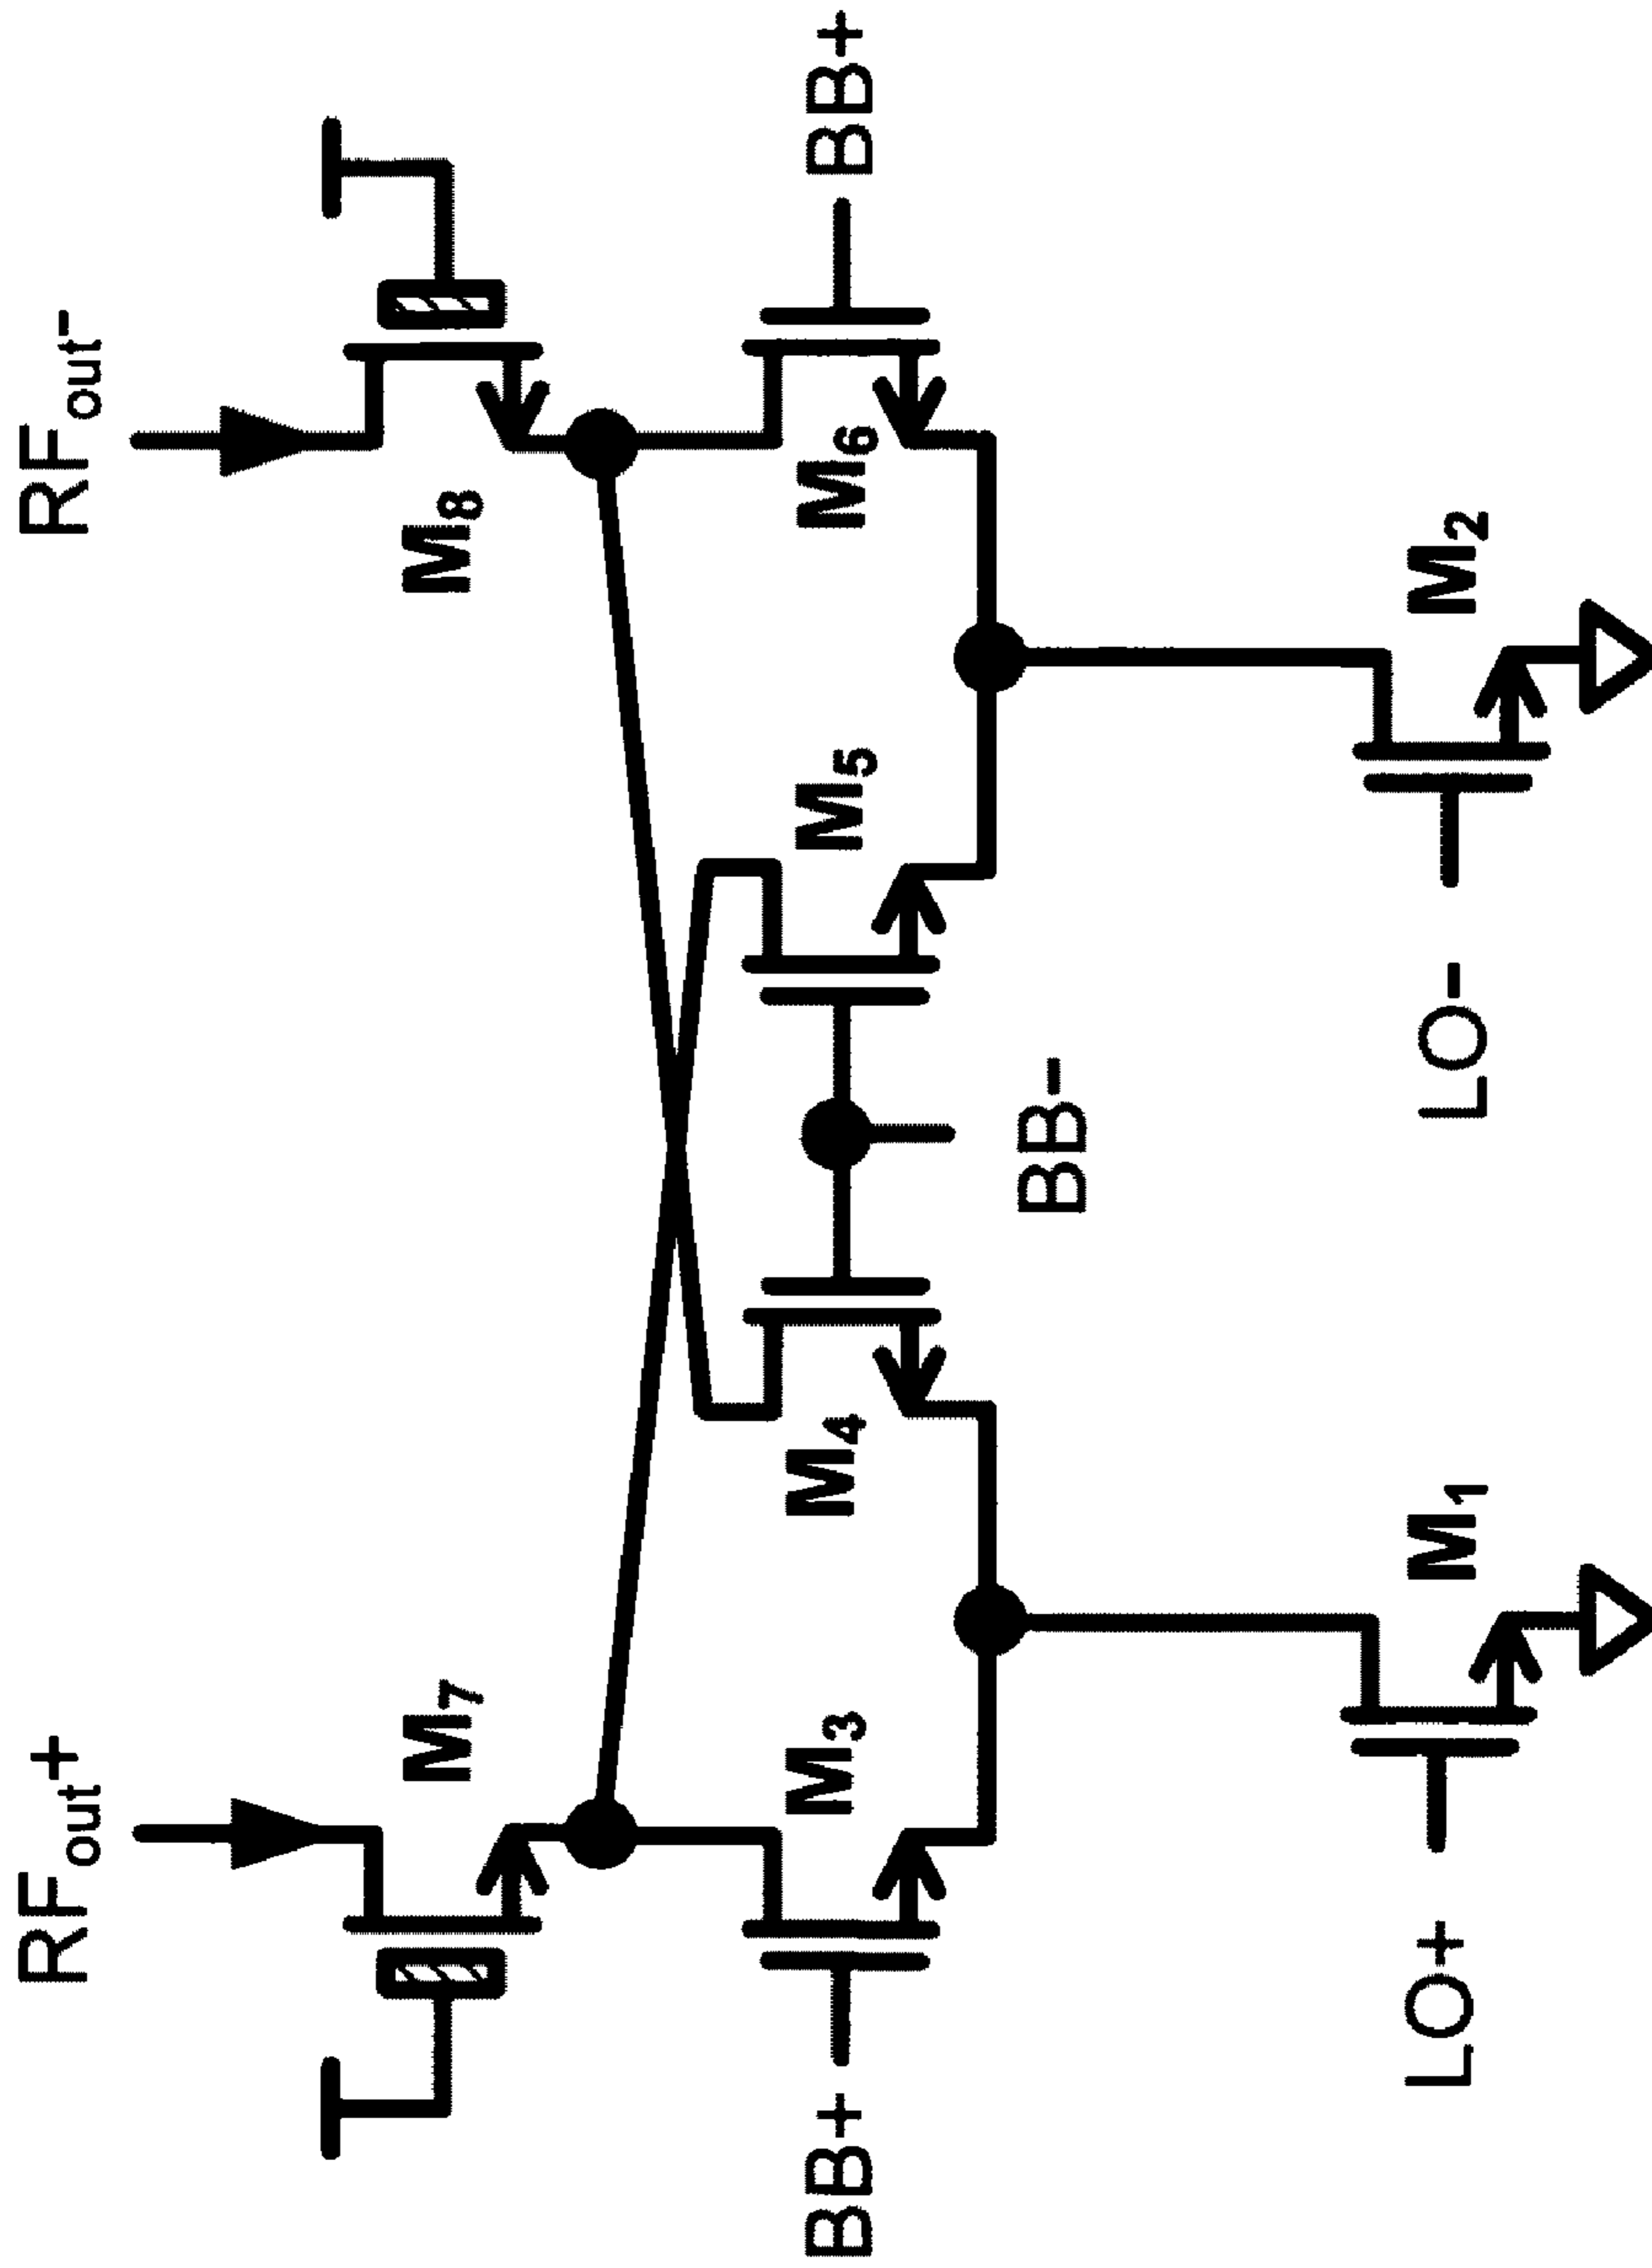 RFout+
RFout-
M7
M8
BB+
M3
M4
M5
M6
BB+
BB-
LO+
M1
LO-
M2